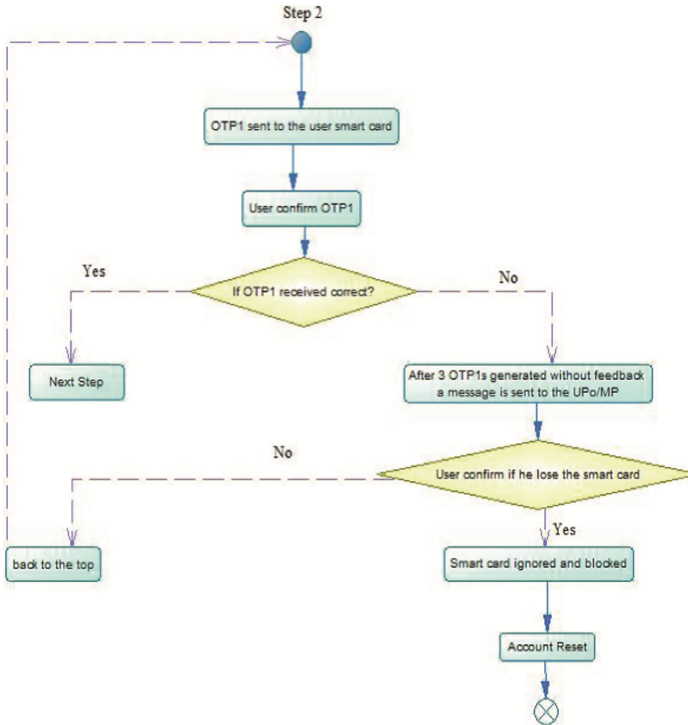 Step 2
OTP1 sent to the user smart card
User confirm OTP1
Yes
If OTP1 received correct?
No
Next Step
After 3 OTP1s generated without feedback
a message is sent to the UPo/MP
No
User confirm if he lose the smart card
Yes
back to the top
Smart card ignored and blocked
Account Reset